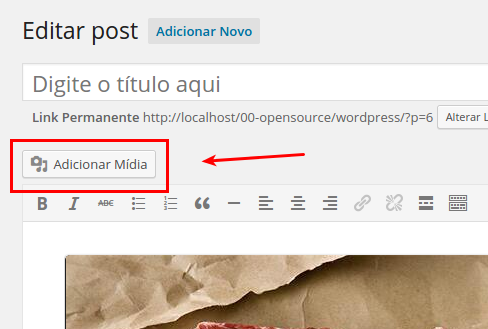 Editar post Adicionar Novo
Digite o título aqui
Link Permanente http://localhost/00-opensource/wordpress/?p=6 Alterar L
Adicionar Mídia
B I ABC